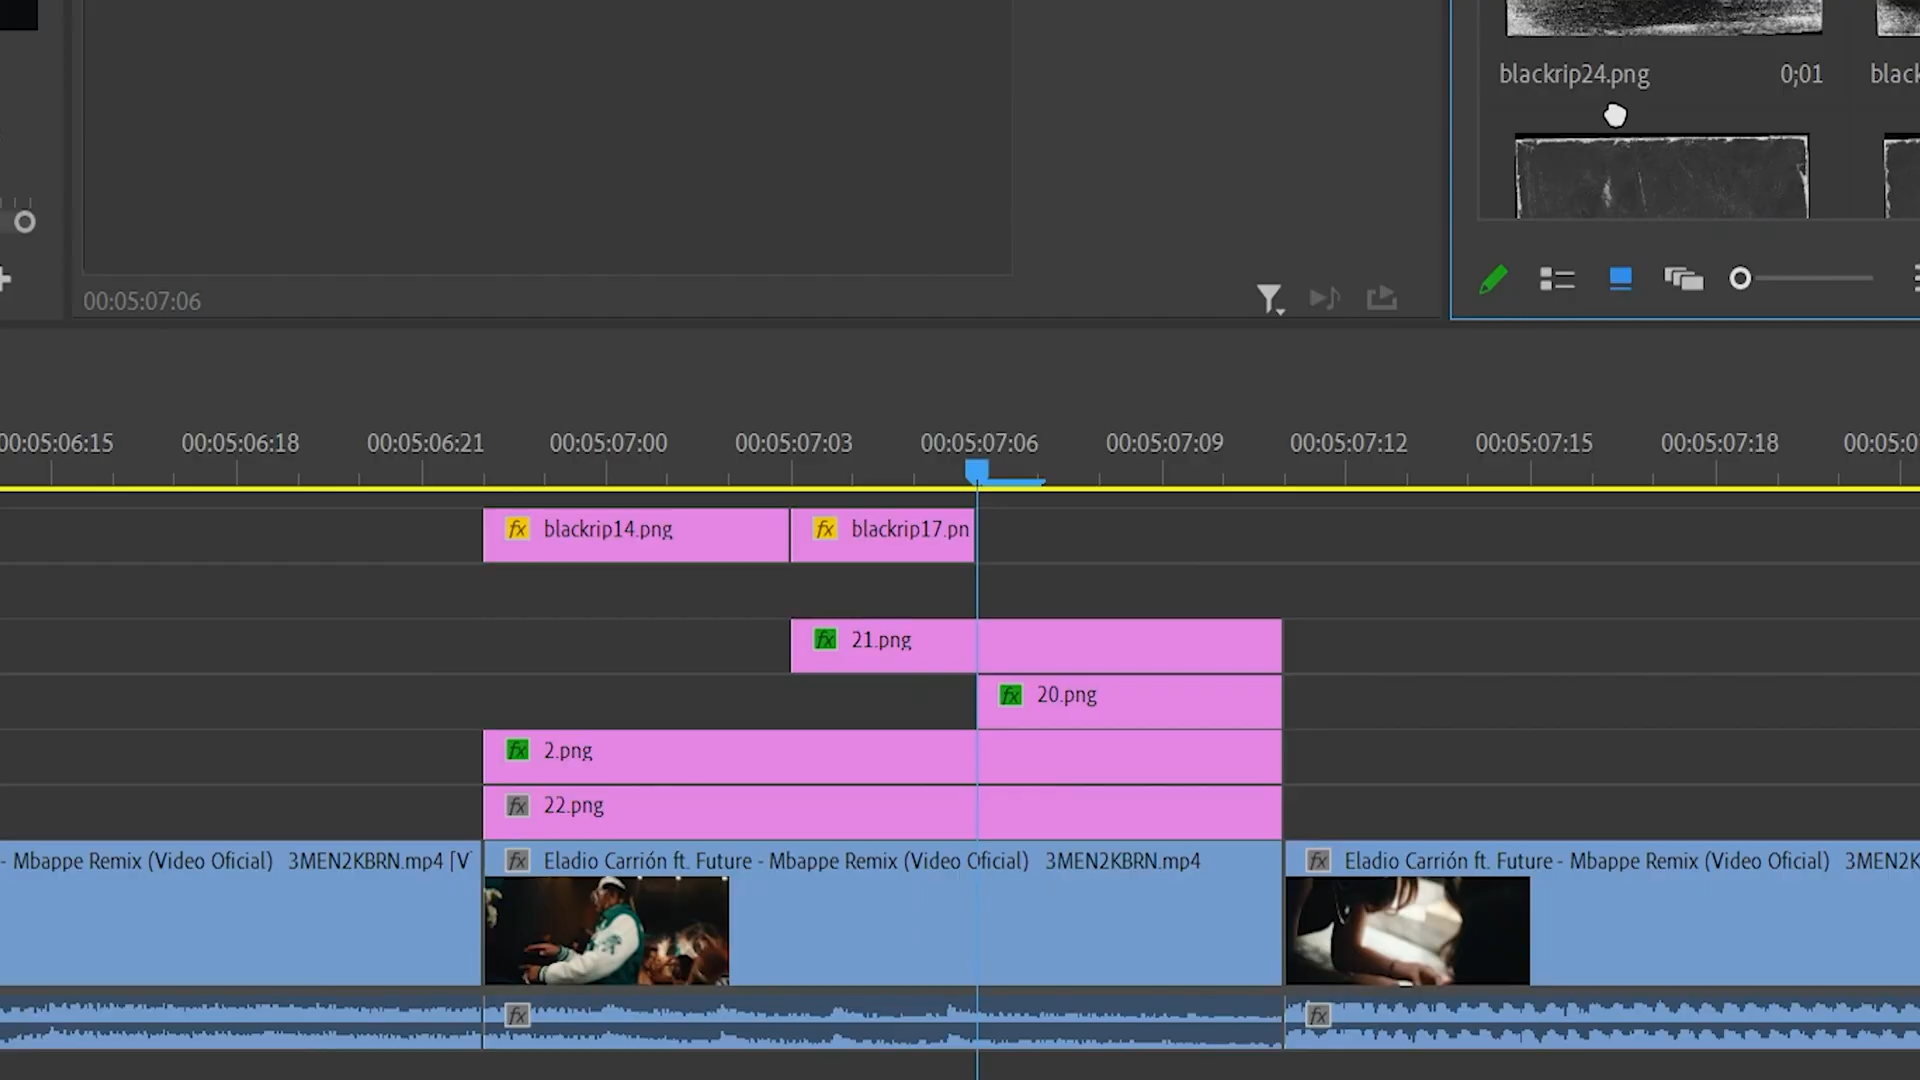 blackrip24.png 0;01 black
00:05:07:06
00:05:06:15 00:05:06:18 00:05:06:21 00:05:07:00 00:05:07:03 00:05:07:06 00:05:07:09 00:05:07:12 00:05:07:15 00:05:07:18 00:05:0
fx blackrip14.png fx blackrip17.pn
fx 21.png
fx 20.png
fx 2.png
fx 22.png
- Mbappe Remix (Video Oficial) 3MEN2KBRN.mp4 [V fx Eladio Carrión ft. Future - Mbappe Remix (Video Oficial) 3MEN2KBRN.mp4 fx Eladio Carrión ft. Future - Mbappe Remix (Video Oficial) 3MEN2K
fx fx